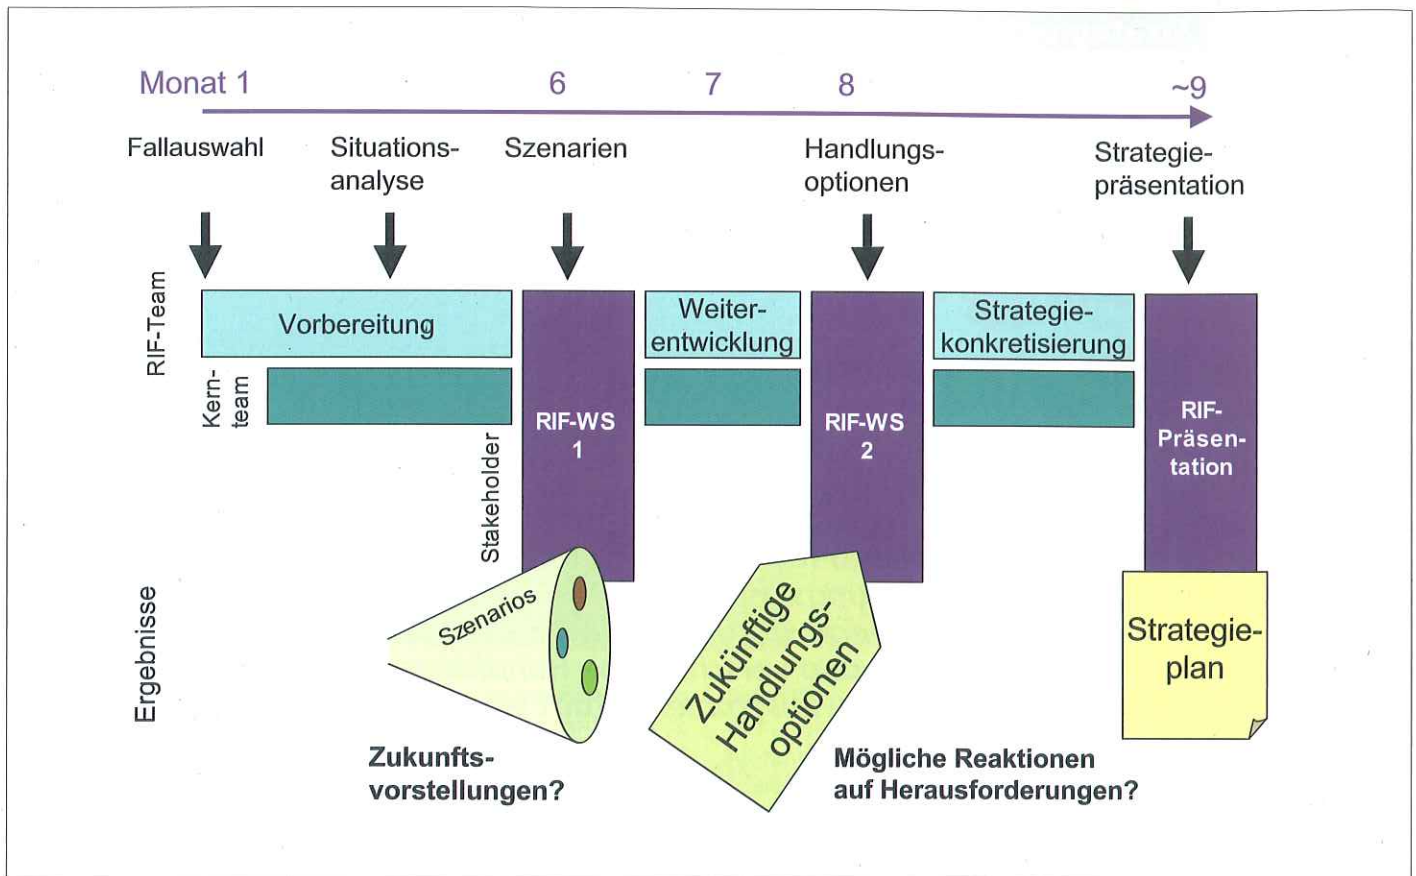 Monat 1
6
7
8
~9
Fallauswahl
Situations-
analyse
Szenarien
Handlungs-
optionen
Strategie-
präsentation
RIF-Team
Vorbereitung
Weiter-
entwicklung
Strategie-
konkretisierung
Kern-
team
Stakeholder
RIF-WS
1
RIF-WS
2
RIF-
Präsen-
tation
Ergebnisse
Szenarios
Zukünftige
Handlungs-
optionen
Strategie-
plan
Zukunfts-
vorstellungen?
Mögliche Reaktionen
auf Herausforderungen?